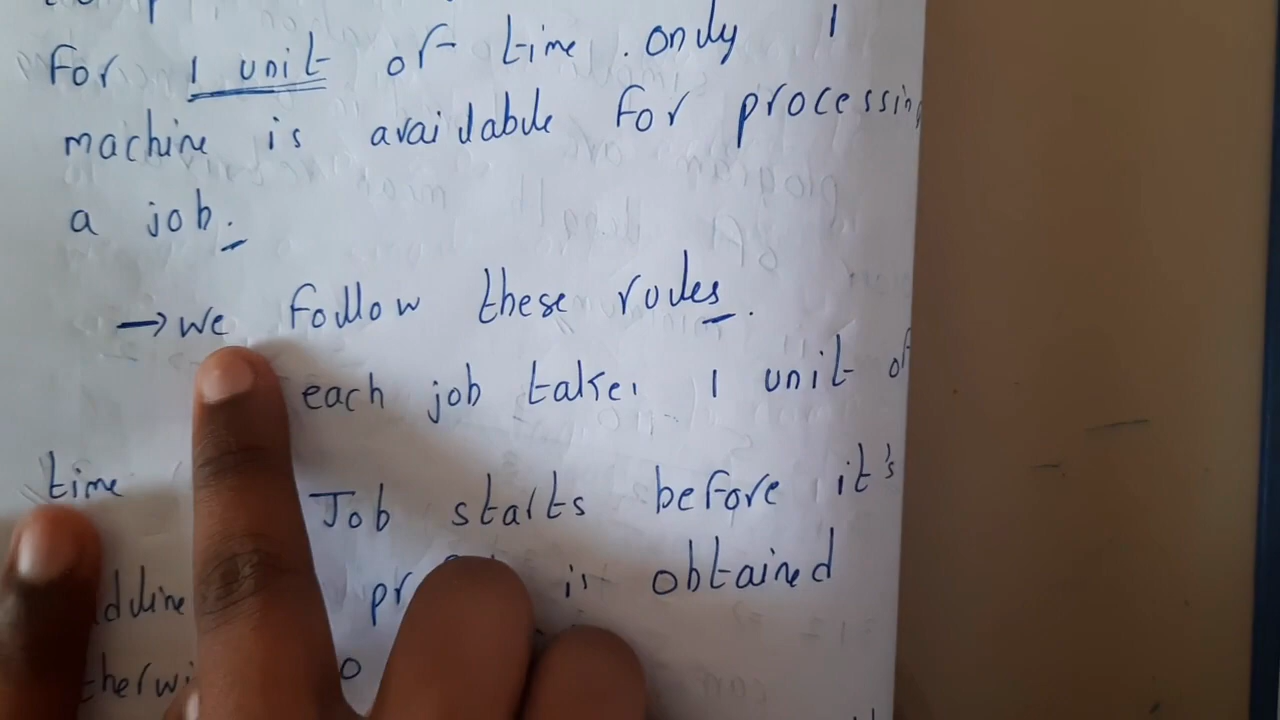 for 1 unit of time. only 1
machine is available for processing
a job.
→ we follow these rules.
each job takes 1 unit of
time Job starts before it's
is obtained